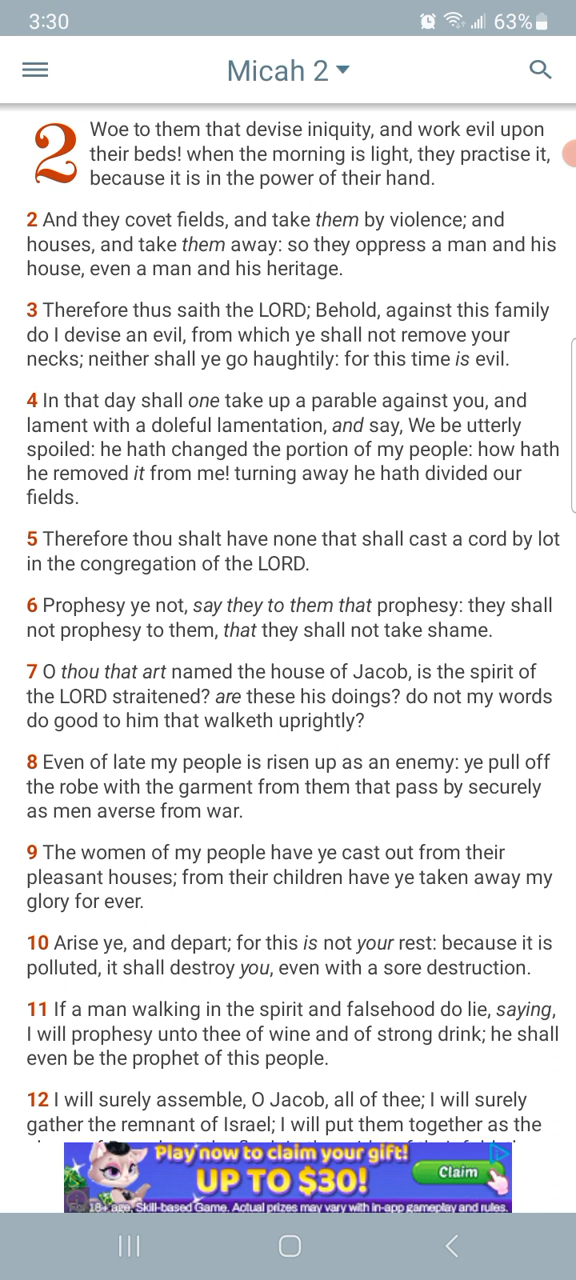 3:30
63%
Micah 2
2 Woe to them that devise iniquity, and work evil upon
their beds! when the morning is light, they practise it,
because it is in the power of their hand.
2 And they covet fields, and take them by violence; and
houses, and take them away: so they oppress a man and his
house, even a man and his heritage.
3 Therefore thus saith the LORD; Behold, against this family
do I devise an evil, from which ye shall not remove your
necks; neither shall ye go haughtily: for this time is evil.
4 In that day shall one take up a parable against you, and
lament with a doleful lamentation, and say, We be utterly
spoiled: he hath changed the portion of my people: how hath
he removed it from me! turning away he hath divided our
fields.
5 Therefore thou shalt have none that shall cast a cord by lot
in the congregation of the LORD.
6 Prophesy ye not, say they to them that prophesy: they shall
not prophesy to them, that they shall not take shame.
7 O thou that art named the house of Jacob, is the spirit of
the LORD straitened? are these his doings? do not my words
do good to him that walketh uprightly?
8 Even of late my people is risen up as an enemy: ye pull off
the robe with the garment from them that pass by securely
as men averse from war.
9 The women of my people have ye cast out from their
pleasant houses; from their children have ye taken away my
glory for ever.
10 Arise ye, and depart; for this is not your rest: because it is
polluted, it shall destroy you, even with a sore destruction.
11 If a man walking in the spirit and falsehood do lie, saying,
I will prophesy unto thee of wine and of strong drink; he shall
even be the prophet of this people.
12 I will surely assemble, O Jacob, all of thee; I will surely
gather the remnant of Israel; I will put them together as the
Play now to claim your gift!
UP TO $30!
Claim
18+ age, Skill-based Game. Actual prizes may vary with in-app gameplay and rules.